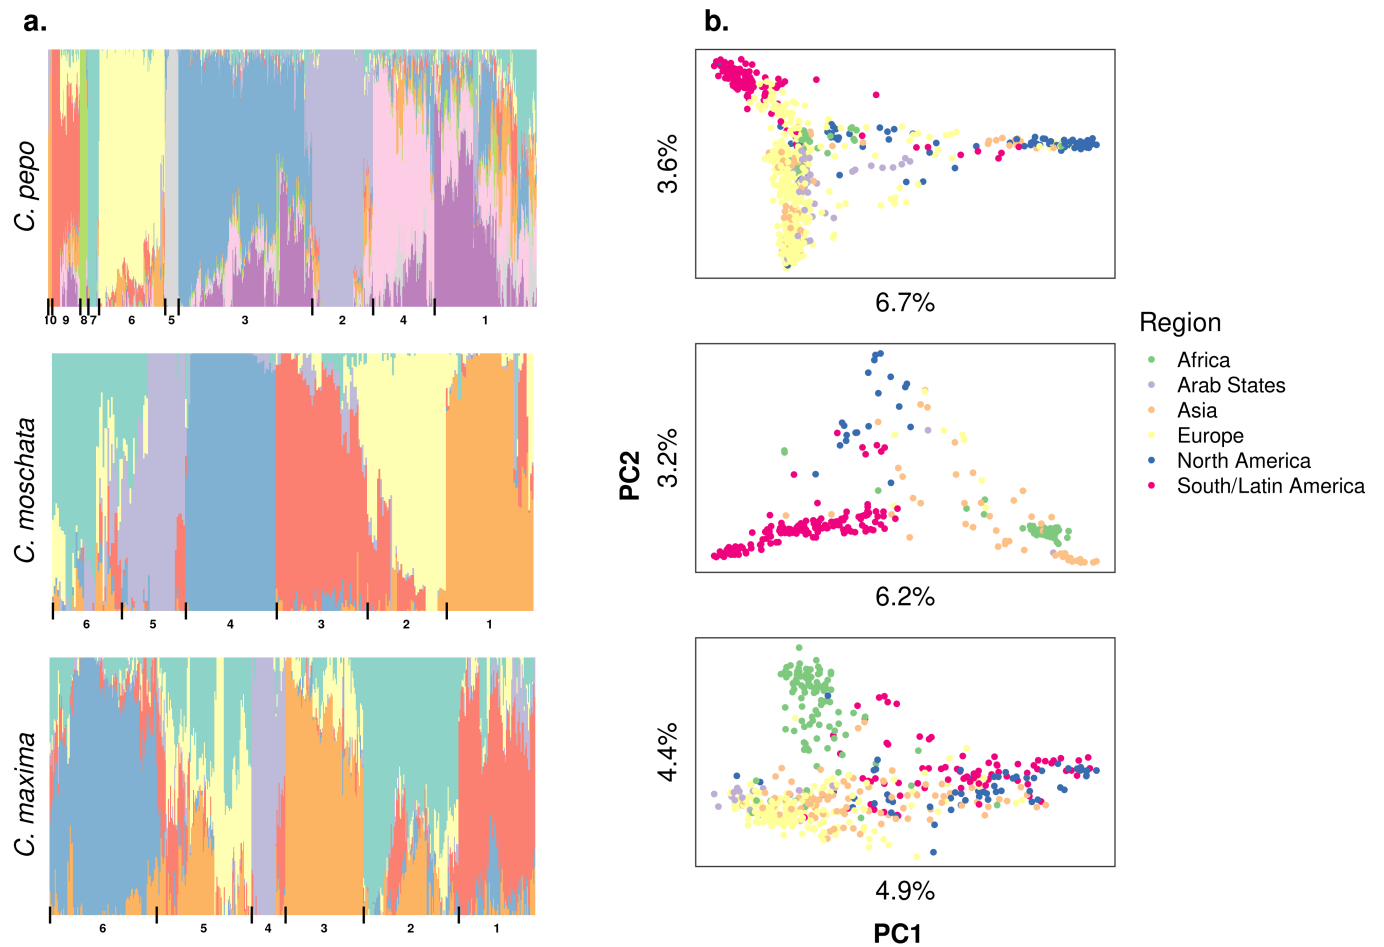 a.
C. pepo
10 9 8 7 6 5 3 2 4 1
C. moschata
6 5 4 3 2 1
C. maxima
6 5 4 3 2 1
b.
3.6%
6.7%
PC2
3.2%
6.2%
4.4%
4.9%
PC1
Region
Africa
Arab States
Asia
Europe
North America
South/Latin America